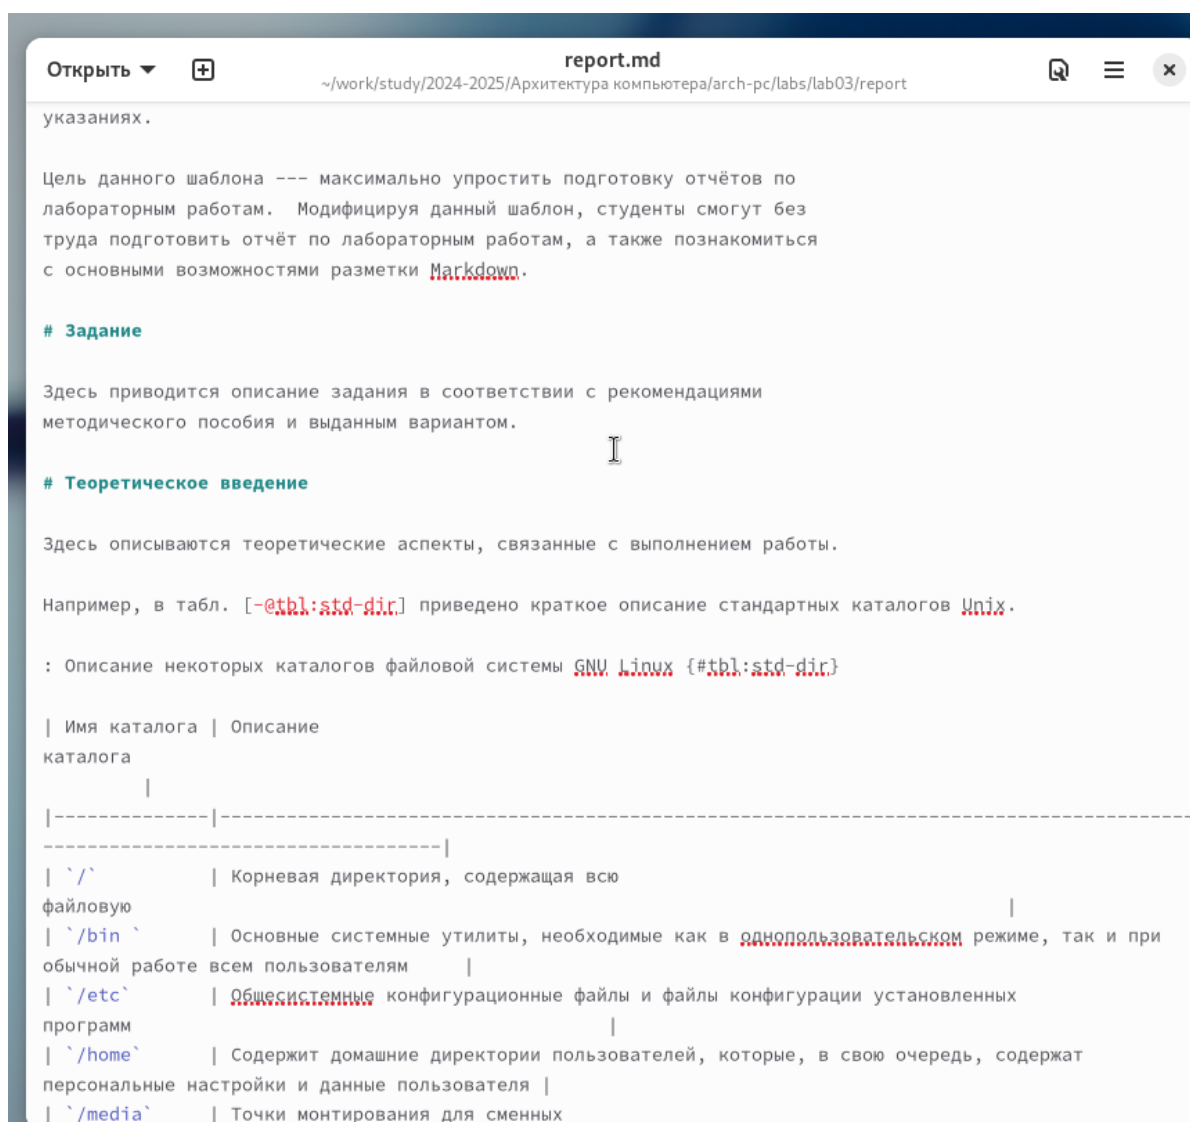 Открыть
report.md
~/work/study/2024-2025/Архитектура компьютера/arch-pc/labs/lab03/report
указаниях.
Цель данного шаблона --- максимально упростить подготовку отчётов по
лабораторным работам.  Модифицируя данный шаблон, студенты смогут без
труда подготовить отчёт по лабораторным работам, а также познакомиться
с основными возможностями разметки Markdown.
# Задание
Здесь приводится описание задания в соответствии с рекомендациями
методического пособия и выданным вариантом.
# Теоретическое введение
Здесь описываются теоретические аспекты, связанные с выполнением работы.
Например, в табл. [-@tbl:std-dir] приведено краткое описание стандартных каталогов Unix.
: Описание некоторых каталогов файловой системы GNU Linux {#tbl:std-dir}
| Имя каталога | Описание
каталога
|
|--------------|----------------------------------------------------------------------------------------
------------------------------------|
| `/`          | Корневая директория, содержащая всю
файловую                                                                               |
| `/bin `      | Основные системные утилиты, необходимые как в однопользовательском режиме, так и при
обычной работе всем пользователям     |
| `/etc`       | Общесистемные конфигурационные файлы и файлы конфигурации установленных
программ                                           |
| `/home`      | Содержит домашние директории пользователей, которые, в свою очередь, содержат
персональные настройки и данные пользователя |
| `/media`     | Точки монтирования для сменных